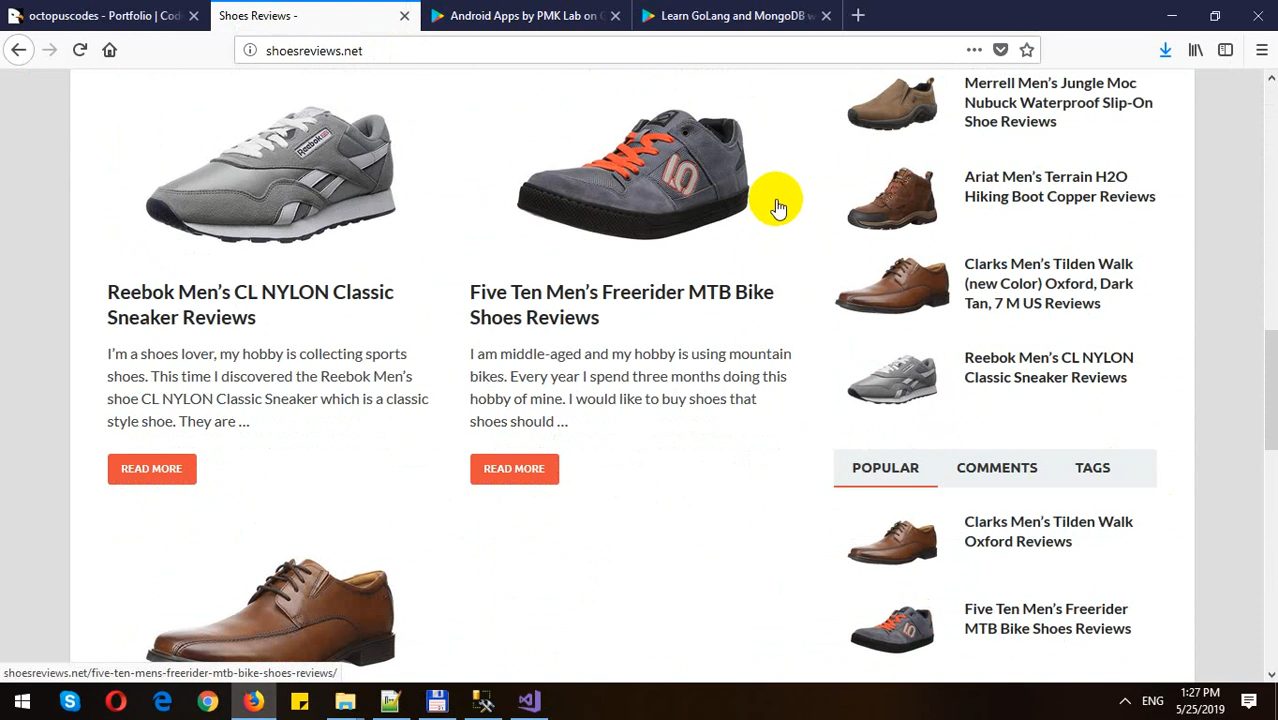 octopuscodes - Portfolio | Cod
Shoes Reviews -
Android Apps by PMK Lab on G
Learn GoLang and MongoDB w
shoesreviews.net
Merrell Men's Jungle Moc
Nubuck Waterproof Slip-On
Shoe Reviews
Ariat Men's Terrain H2O
Hiking Boot Copper Reviews
Clarks Men's Tilden Walk
(new Color) Oxford, Dark
Tan, 7 M US Reviews
Reebok Men's CL NYLON
Classic Sneaker Reviews
Reebok
Reebok Men's CL NYLON Classic
Sneaker Reviews
I'm a shoes lover, my hobby is collecting sports
shoes. This time I discovered the Reebok Men's
shoe CL NYLON Classic Sneaker which is a classic
style shoe. They are ...
READ MORE
Five Ten Men's Freerider MTB Bike
Shoes Reviews
I am middle-aged and my hobby is using mountain
bikes. Every year I spend three months doing this
hobby of mine. I would like to buy shoes that
shoes should ...
READ MORE
POPULAR COMMENTS TAGS
Clarks Men's Tilden Walk
Oxford Reviews
Five Ten Men's Freerider
MTB Bike Shoes Reviews
shoesreviews.net/five-ten-mens-freerider-mtb-bike-shoes-reviews/
ENG
1:27 PM
5/25/2019